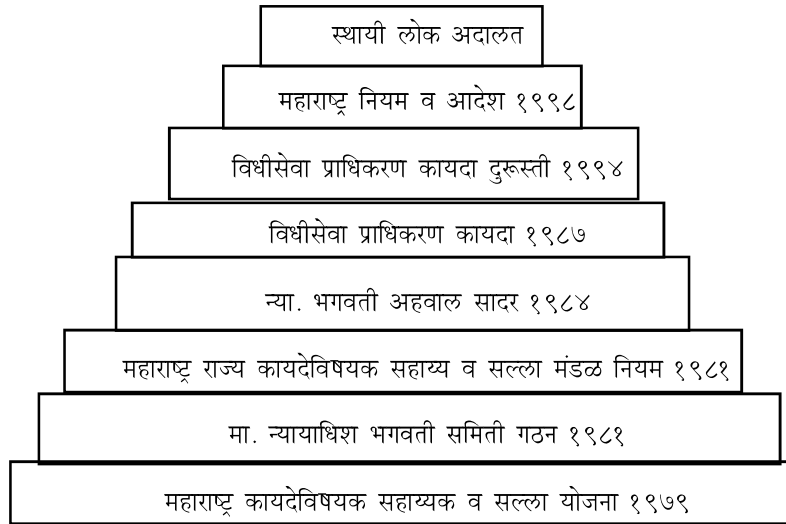 स्थायी लोक अदालत
महाराष्ट्र नियम व आदेश १९९८
विधीसेवा प्राधिकरण कायदा दुरूस्ती १९९४
विधीसेवा प्राधिकरण कायदा १९८७
न्या. भगवती अहवाल सादर १९८४
महाराष्ट्र राज्य कायदेविषयक सहाय्य व सल्ला मंडळ नियम १९८१
मा. न्यायाधिश भगवती समिती गठन १९८१
महाराष्ट्र कायदेविषयक सहाय्यक व सल्ला योजना १९७९